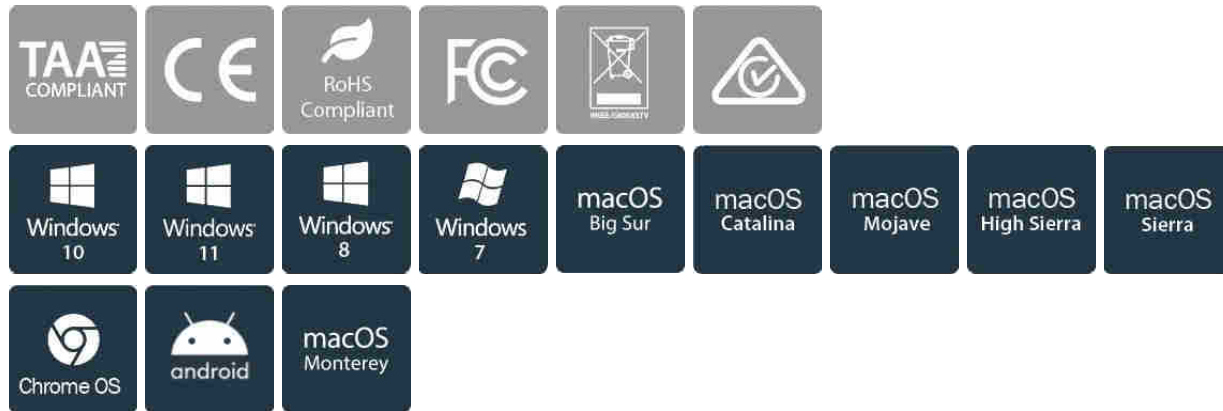 TAA
COMPLIANT
CE
RoHS
Compliant
FC
Windows
10
Windows
11
Windows
8
Windows
7
macOS
Big Sur
macOS
Catalina
macOS
Mojave
macOS
High Sierra
macOS
Sierra
Chrome OS
android
macOS
Monterey